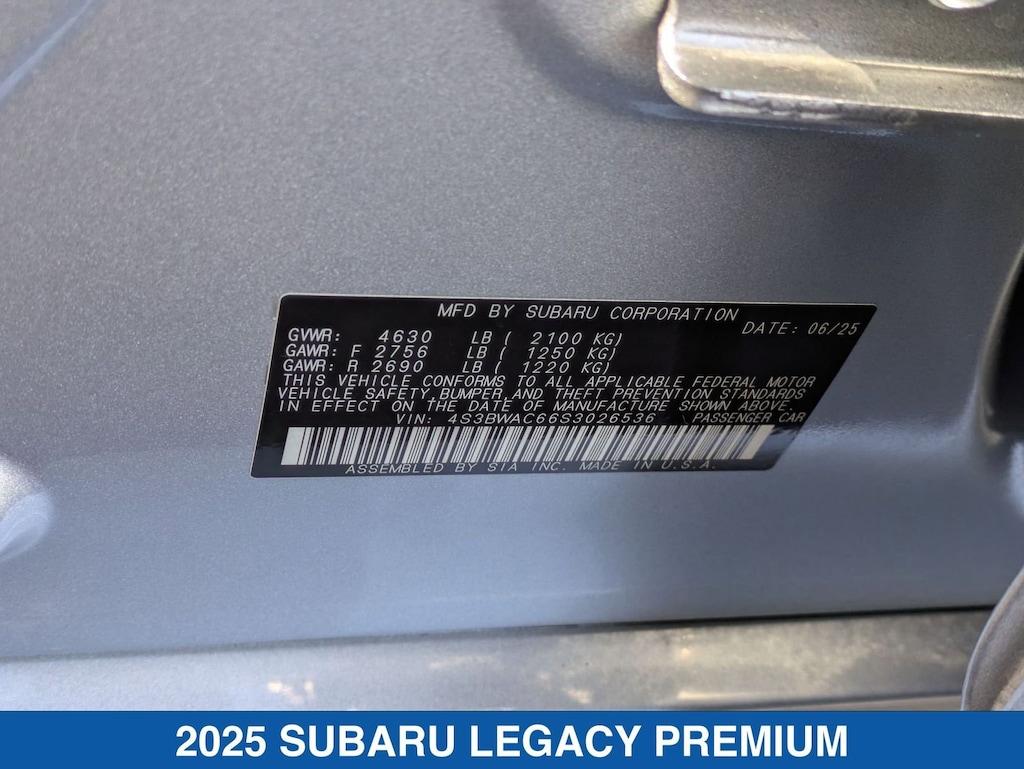 MFD BY SUBARU CORPORATION
GVWR: 4630 LB ( 2100 KG) DATE: 06/25
GAWR: F 2756 LB ( 1250 KG)
GAWR: R 2690 LB ( 1220 KG)
THIS VEHICLE CONFORMS TO ALL APPLICABLE FEDERAL MOTOR
VEHICLE SAFETY,BUMPER,AND THEFT PREVENTION STANDARDS
IN EFFECT ON THE DATE OF MANUFACTURE SHOWN ABOVE.
VIN: 4S3BWAC66S3026536 PASSENGER CAR
ASSEMBLED BY SIA INC. MADE IN U.S.A.
2025 SUBARU LEGACY PREMIUM